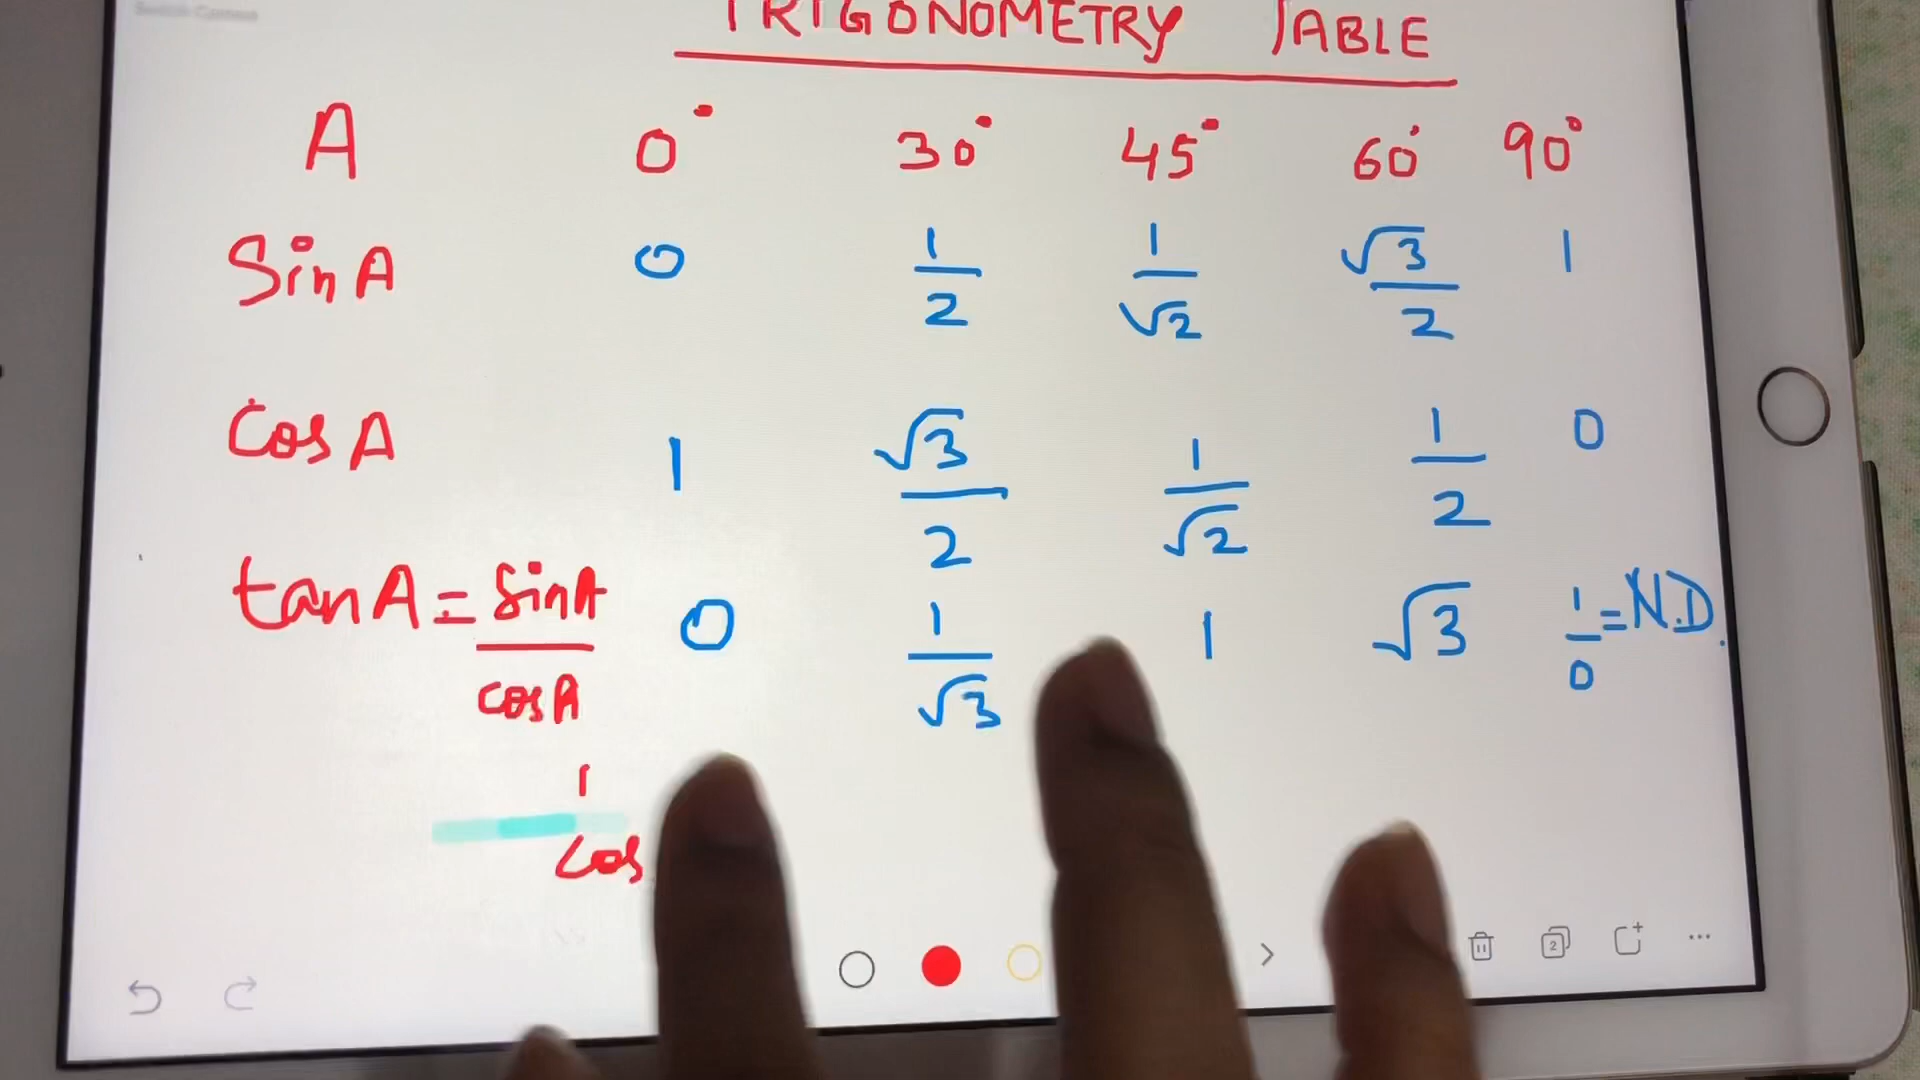 TRIGONOMETRY TABLE
A 0° 30° 45° 60° 90°
Sin A 0 1/2 1/√2 √3/2 1
Cos A 1 √3/2 1/√2 1/2 0
tan A = Sin A/Cos A 0 1/√3 1 √3 1/0 = N.D.
1
Cos
2